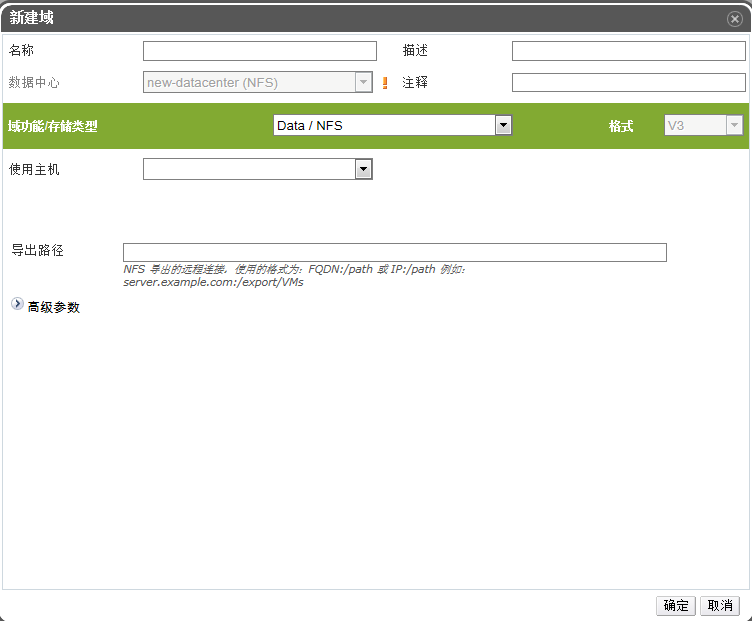 新建域
名称 描述
数据中心 new-datacenter (NFS) 注释
域功能/存储类型 Data / NFS 格式 V3
使用主机
导出路径
NFS 导出的远程连接，使用的格式为：FQDN:/path 或 IP:/path 例如：
server.example.com:/export/VMs
高级参数
确定 取消